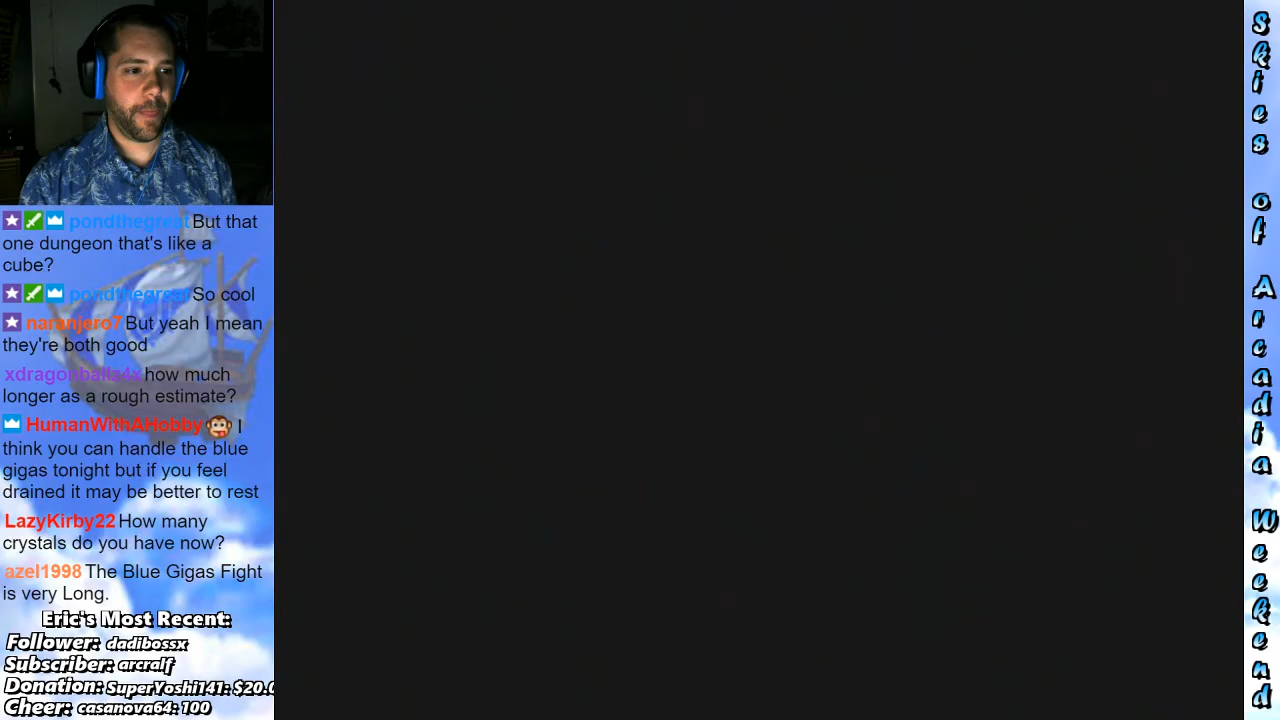 pondthegreat But that
one dungeon that's like a
cube?
pondthegreat So cool
naranjero7 But yeah I mean
they're both good
xdragonballz4x how much
longer as a rough estimate?
HumanWithAHobby I
think you can handle the blue
gigas tonight but if you feel
drained it may be better to rest
LazyKirby22 How many
crystals do you have now?
azel1998 The Blue Gigas Fight
is very Long.
Eric's Most Recent:
Follower: dadibossx
Subscriber: arcralf
Donation: SuperYoshi141: $20.0
Cheer: casanova64: 100
Skies of Arcadia Weekend